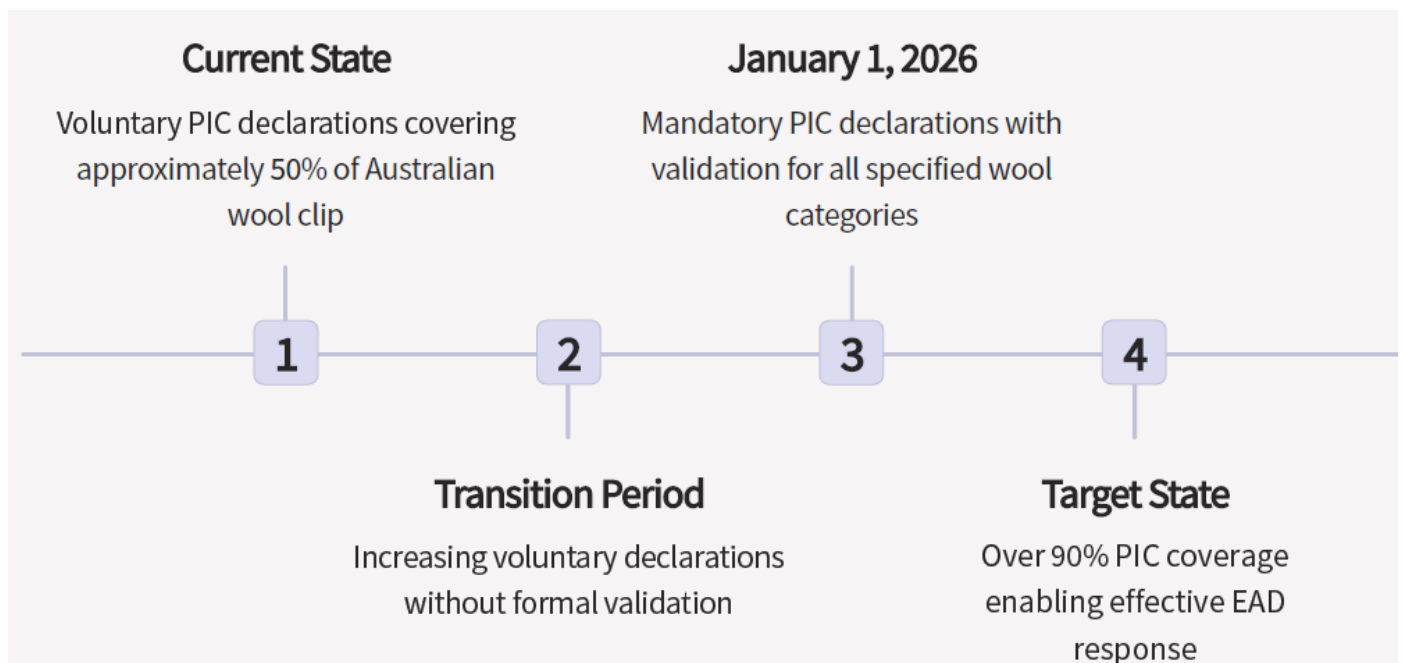 Current State
Voluntary PIC declarations covering
approximately 50% of Australian
wool clip
January 1, 2026
Mandatory PIC declarations with
validation for all specified wool
categories
1
2
3
4
Transition Period
Increasing voluntary declarations
without formal validation
Target State
Over 90% PIC coverage
enabling effective EAD
response